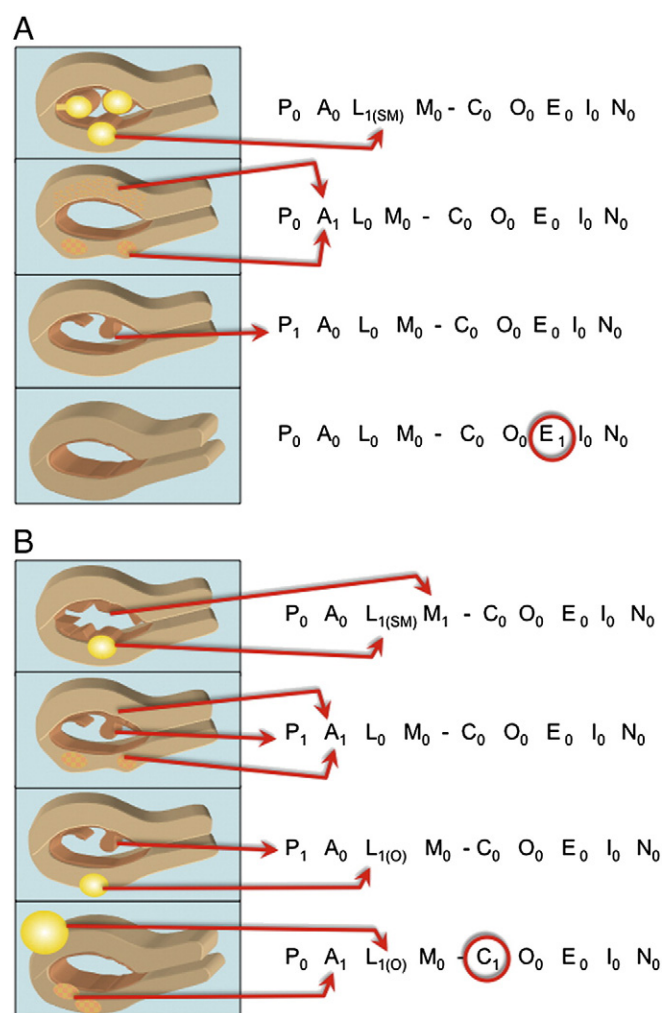 A
P₀ A₀ L₁₍SM₎ M₀ - C₀ O₀ E₀ I₀ N₀
P₀ A₁ L₀ M₀ - C₀ O₀ E₀ I₀ N₀
P₁ A₀ L₀ M₀ - C₀ O₀ E₀ I₀ N₀
P₀ A₀ L₀ M₀ - C₀ O₀ E₁ I₀ N₀
B
P₀ A₀ L₁₍SM₎ M₁ - C₀ O₀ E₀ I₀ N₀
P₁ A₁ L₀ M₀ - C₀ O₀ E₀ I₀ N₀
P₁ A₀ L₁₍O₎ M₀ - C₀ O₀ E₀ I₀ N₀
P₀ A₁ L₁₍O₎ M₀ - C₁ O₀ E₀ I₀ N₀